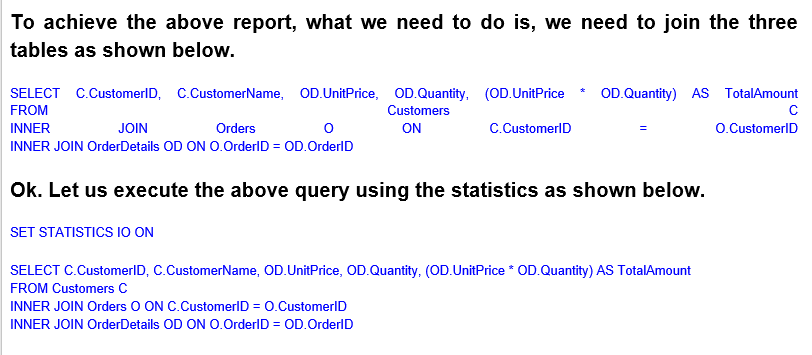 To achieve the above report, what we need to do is, we need to join the three
tables as shown below.
SELECT C.CustomerID, C.CustomerName, OD.UnitPrice, OD.Quantity, (OD.UnitPrice * OD.Quantity) AS TotalAmount
FROM Customers C
INNER JOIN Orders O ON C.CustomerID = O.CustomerID
INNER JOIN OrderDetails OD ON O.OrderID = OD.OrderID
Ok. Let us execute the above query using the statistics as shown below.
SET STATISTICS IO ON
SELECT C.CustomerID, C.CustomerName, OD.UnitPrice, OD.Quantity, (OD.UnitPrice * OD.Quantity) AS TotalAmount
FROM Customers C
INNER JOIN Orders O ON C.CustomerID = O.CustomerID
INNER JOIN OrderDetails OD ON O.OrderID = OD.OrderID